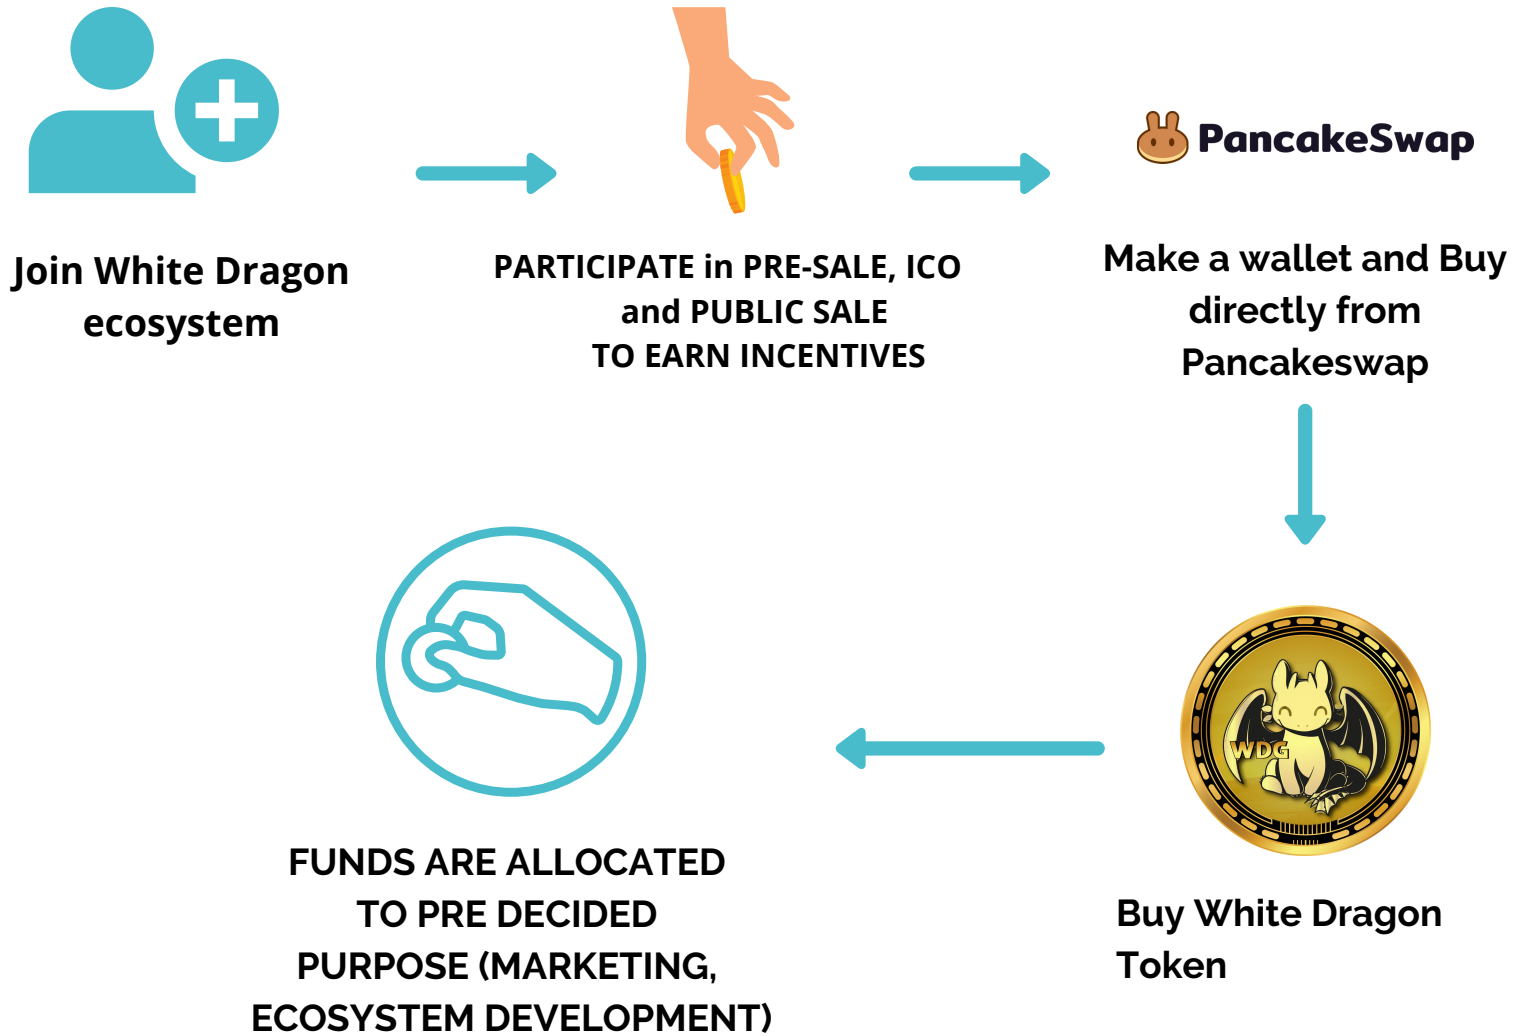 Join White Dragon
ecosystem
PARTICIPATE in PRE-SALE, ICO
and PUBLIC SALE
TO EARN INCENTIVES
PancakeSwap
Make a wallet and Buy
directly from
Pancakeswap
WDG
Buy White Dragon
Token
FUNDS ARE ALLOCATED
TO PRE DECIDED
PURPOSE (MARKETING,
ECOSYSTEM DEVELOPMENT)